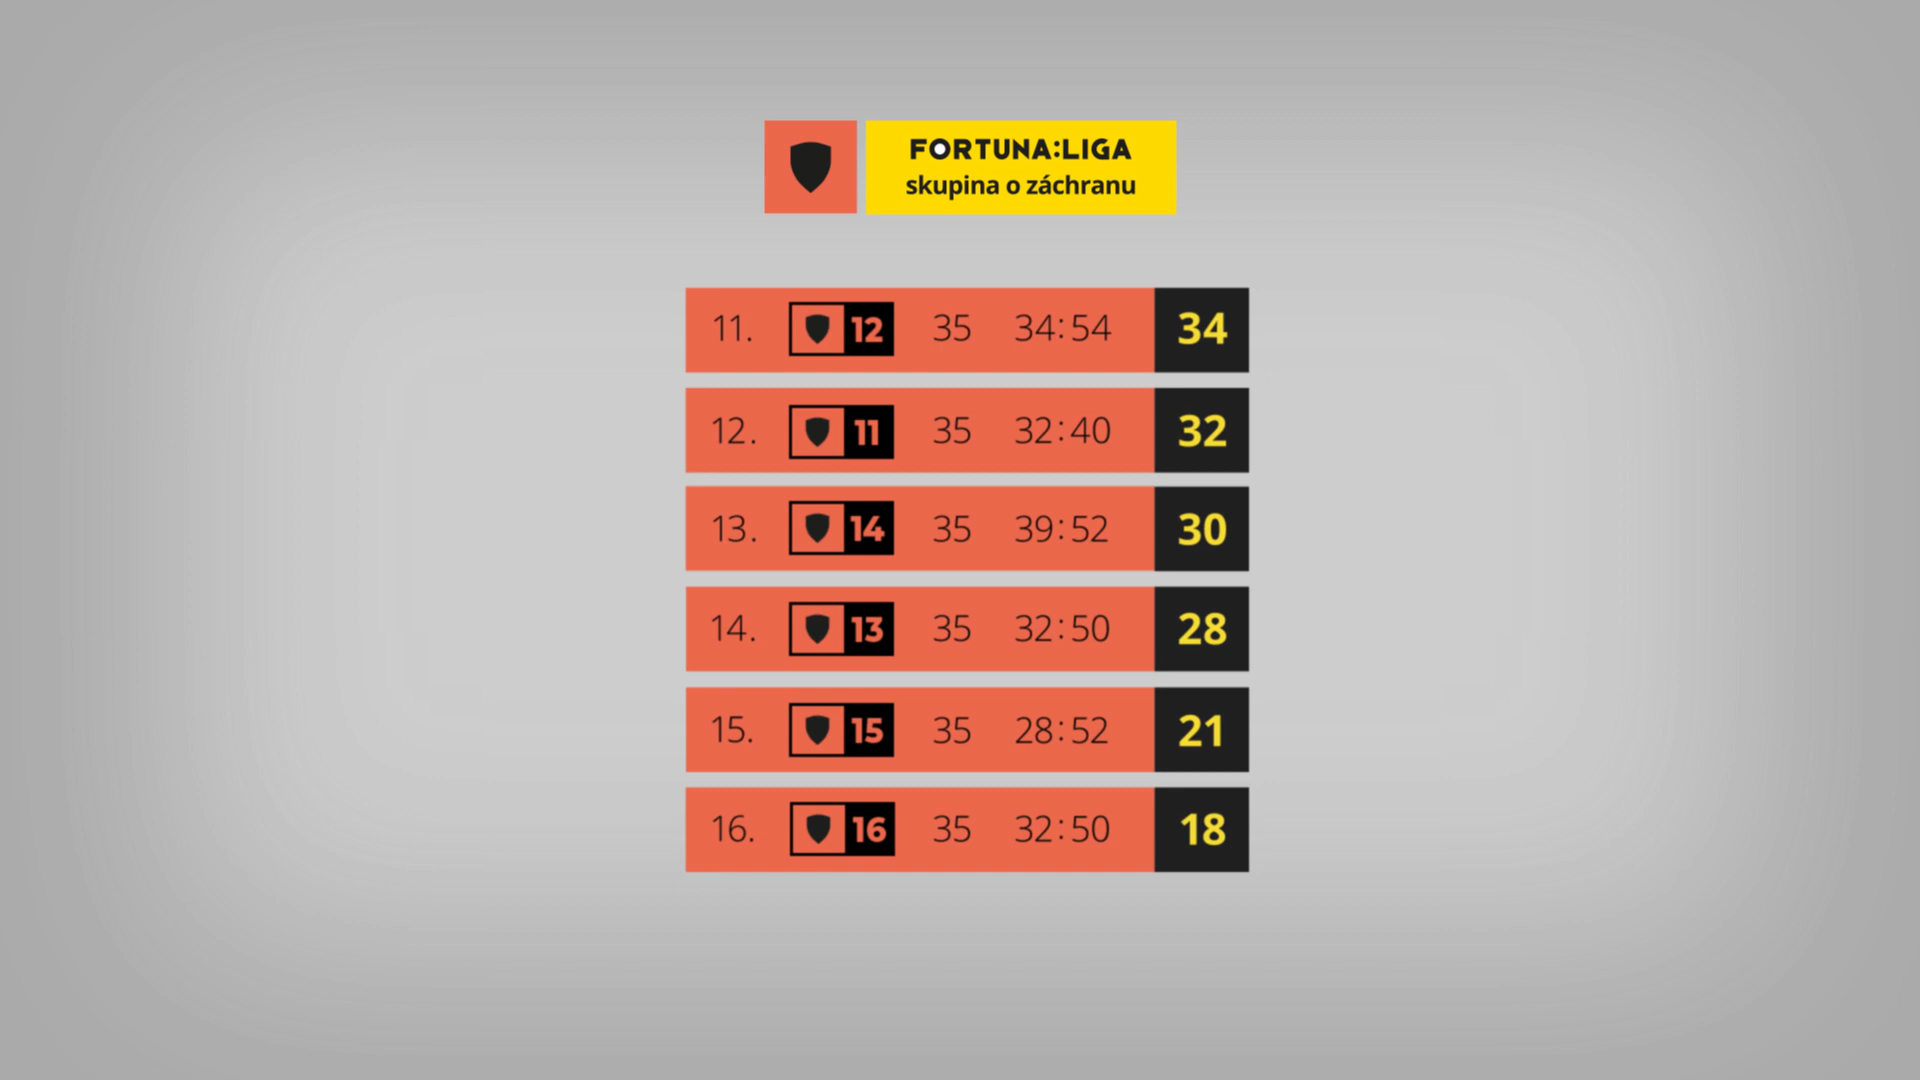 FORTUNA:LIGA
skupina o záchranu
11. 12 35 34:54 34
12. 11 35 32:40 32
13. 14 35 39:52 30
14. 13 35 32:50 28
15. 15 35 28:52 21
16. 16 35 32:50 18